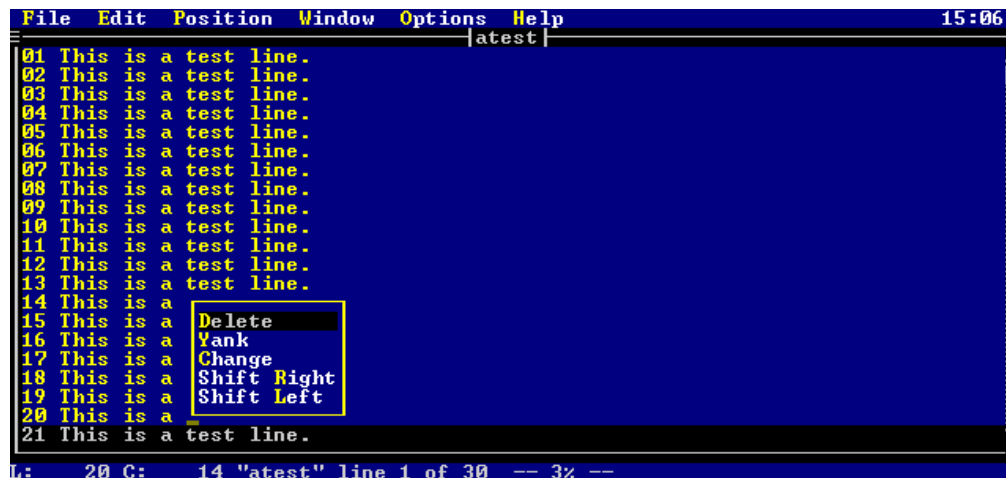 File Edit Position Window Options Help 15:06
atest
01 This is a test line.
02 This is a test line.
03 This is a test line.
04 This is a test line.
05 This is a test line.
06 This is a test line.
07 This is a test line.
08 This is a test line.
09 This is a test line.
10 This is a test line.
11 This is a test line.
12 This is a test line.
13 This is a test line.
14 This is a
15 This is a Delete
16 This is a Yank
17 This is a Change
18 This is a Shift Right
19 This is a Shift Left
20 This is a
21 This is a test line.
L: 20 C: 14 "atest" line 1 of 30 -- 3% --